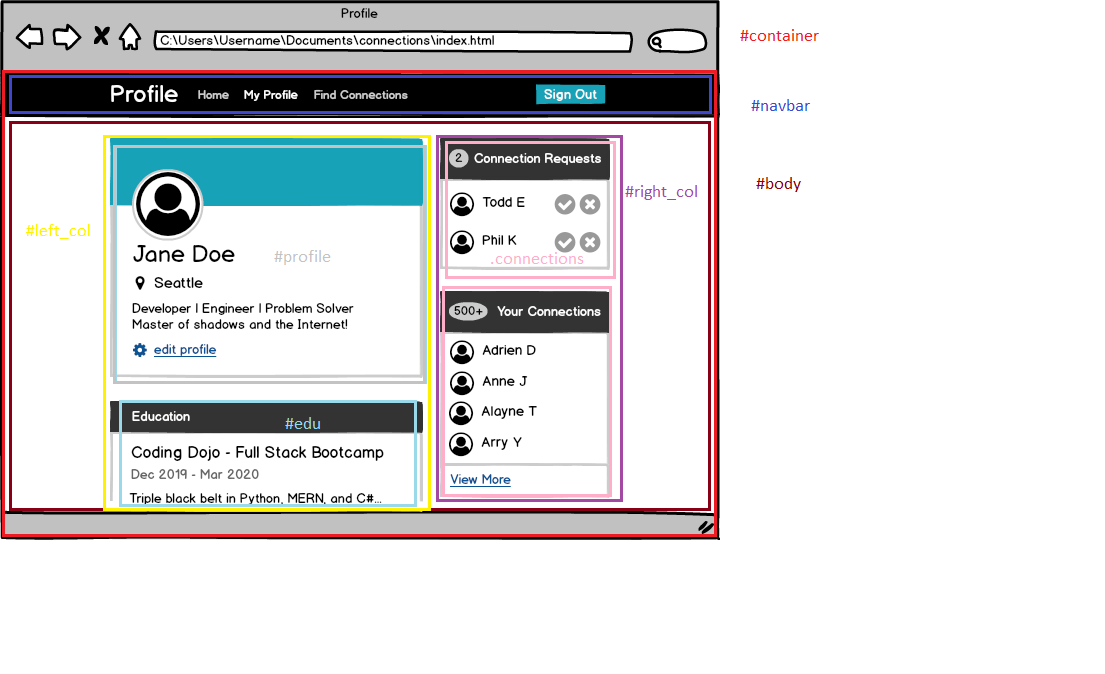 Profile
C:\Users\Username\Documents\connections\index.html
#container
Profile Home My Profile Find Connections Sign Out
#navbar
#body
#left_col
Jane Doe
#profile
Seattle
Developer | Engineer | Problem Solver
Master of shadows and the Internet!
edit profile
Education
#edu
Coding Dojo - Full Stack Bootcamp
Dec 2019 - Mar 2020
Triple black belt in Python, MERN, and C#...
2 Connection Requests
#right_col
Todd E
Phil K
.connections
500+ Your Connections
Adrien D
Anne J
Alayne T
Arry Y
View More